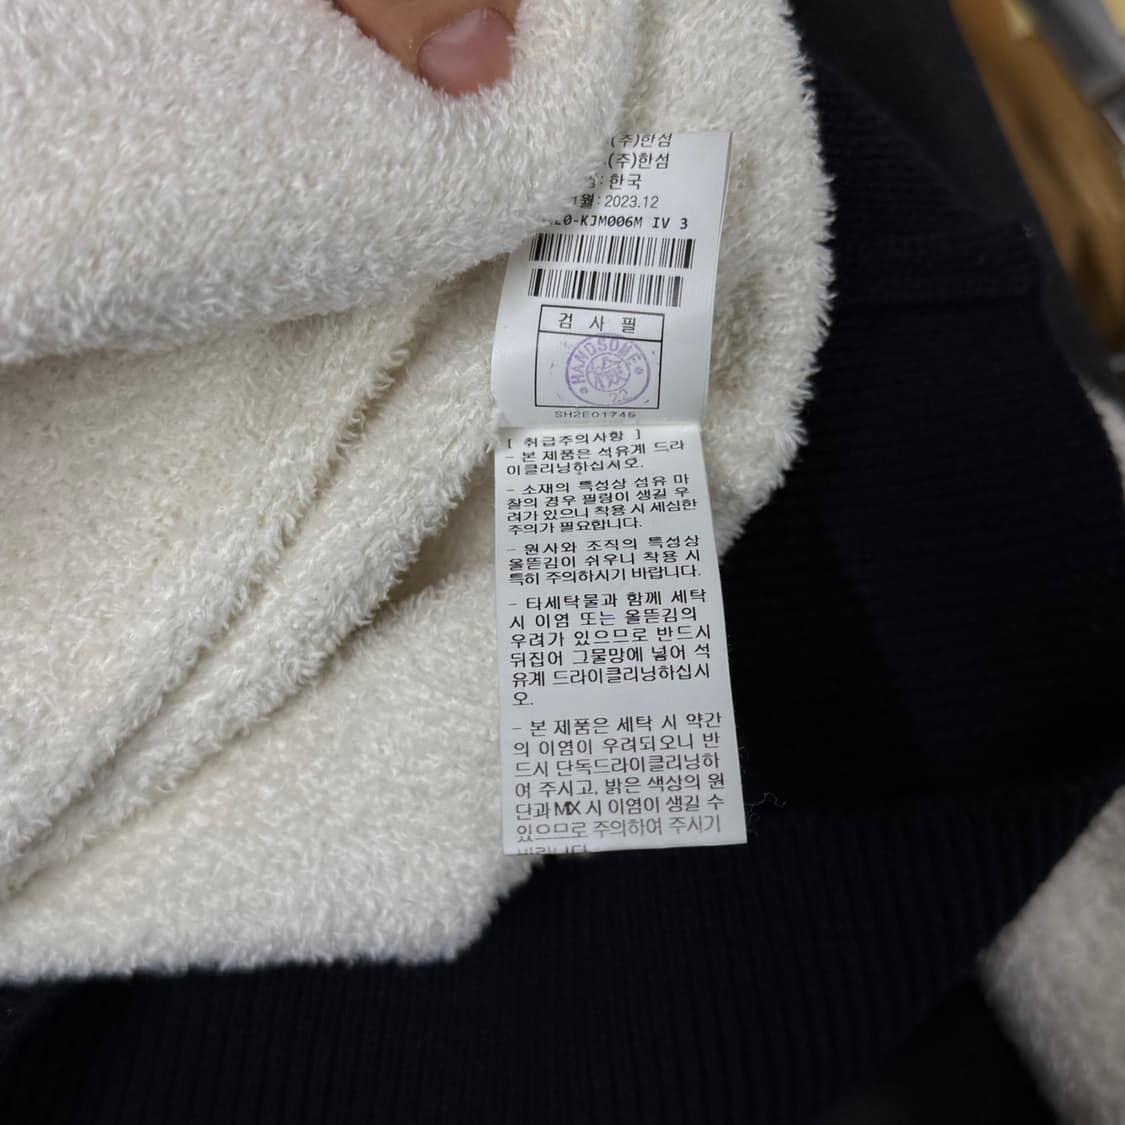 (주)한섬
(주)한섬
: 한국
월: 2023.12
0-KJM006M IV 3
검 사 필
HANDSOME
22
SH2E01745
[ 취급주의사항 ]
- 본 제품은 석유계 드라
이클리닝하십시오.
- 소재의 특성상 섬유 마
찰의 경우 필링이 생길 우
려가 있으니 착용 시 세심한
주의가 필요합니다.
- 원사와 조직의 특성상
올뜯김이 쉬우니 착용 시
특히 주의하시기 바랍니다.
- 타세탁물과 함께 세탁
시 이염 또는 올뜯김의
우려가 있으므로 반드시
뒤집어 그물망에 넣어 석
유계 드라이클리닝하십시
오.
- 본 제품은 세탁 시 약간
의 이염이 우려되오니 반
드시 단독드라이클리닝하
여 주시고, 밝은 색상의 원
단과 MIX 시 이염이 생길 수
있으므로 주의하여 주시기
바랍니다